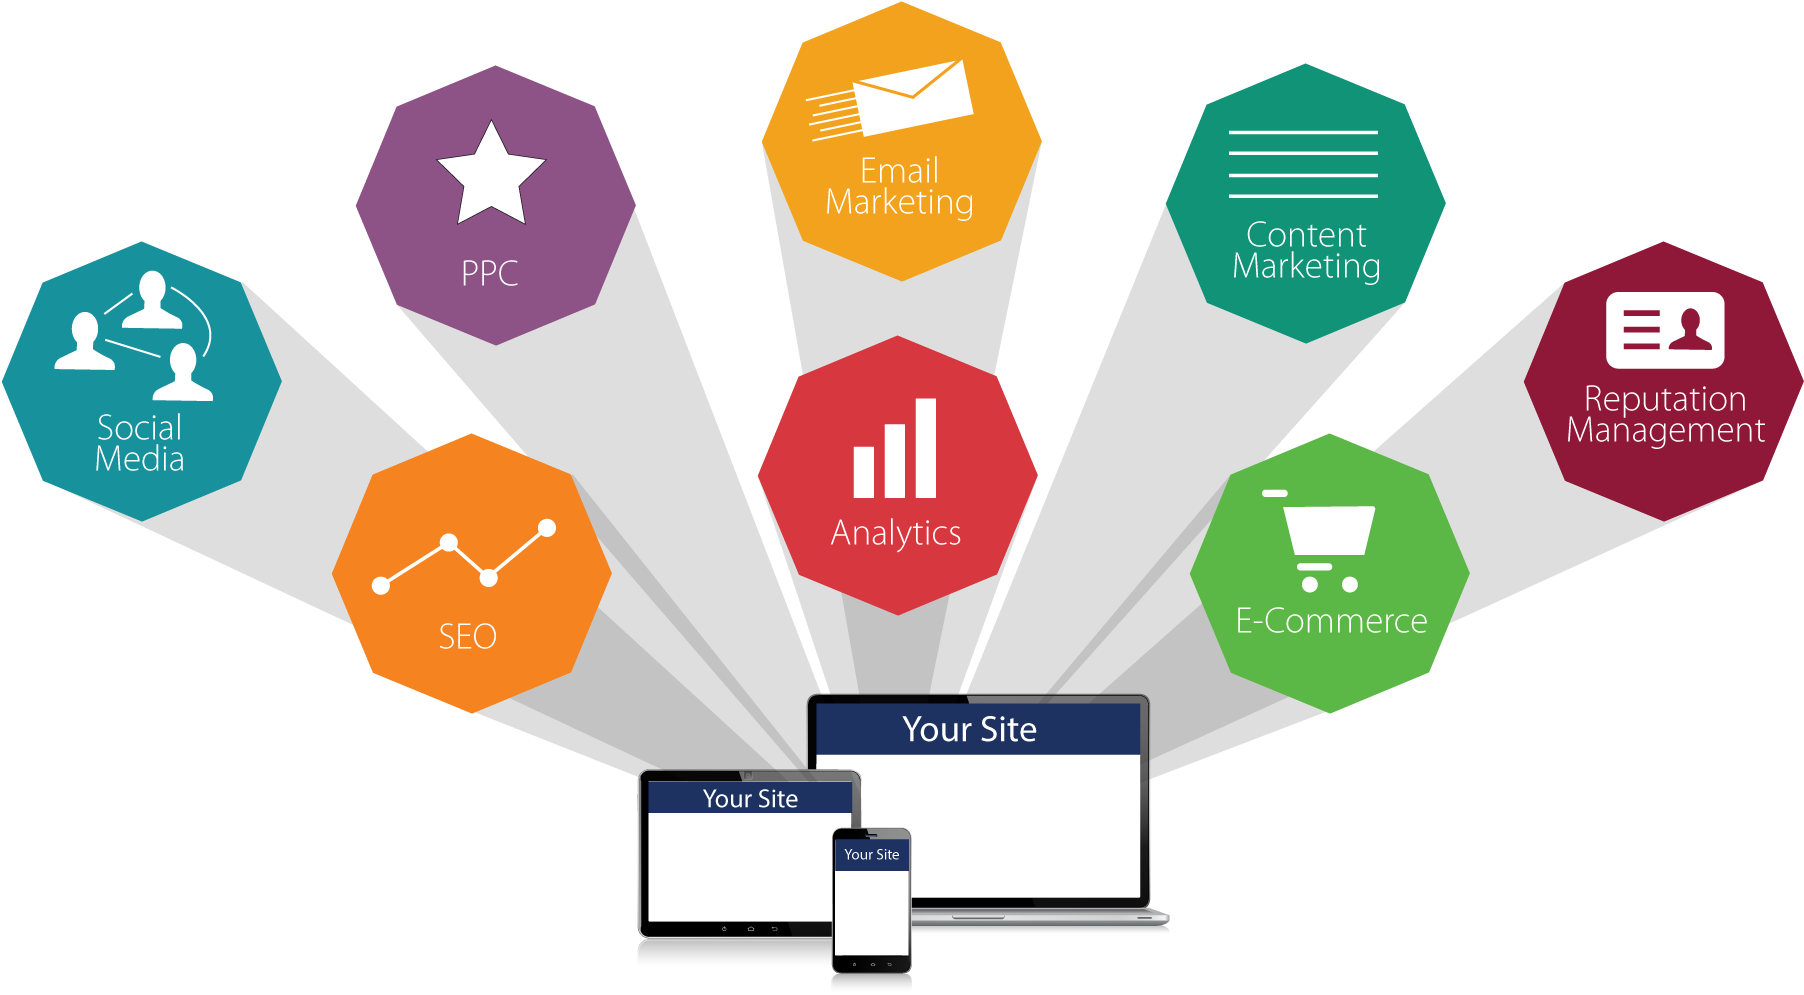 Email
Marketing
PPC
Content
Marketing
Social
Media
Reputation
Management
SEO
Analytics
E-Commerce
Your Site
Your Site
Your Site